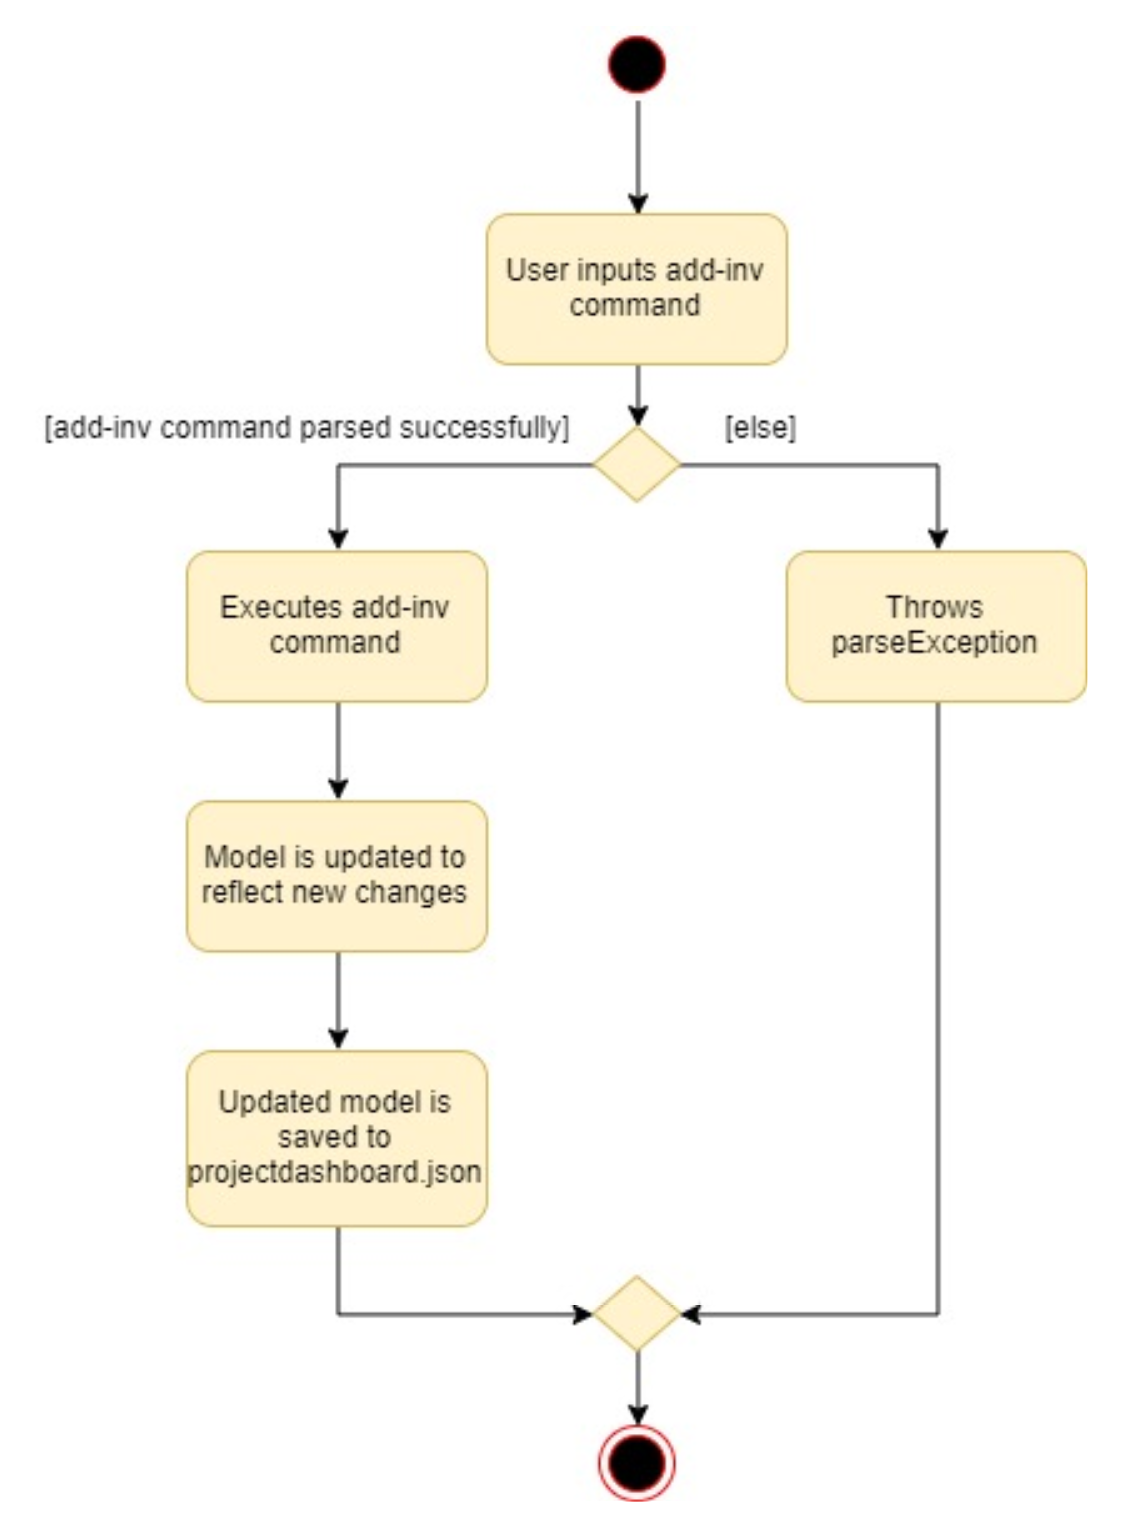 User inputs add-inv
command
[add-inv command parsed successfully]
[else]
Executes add-inv
command
Throws
parseException
Model is updated to
reflect new changes
Updated model is
saved to
projectdashboard.json